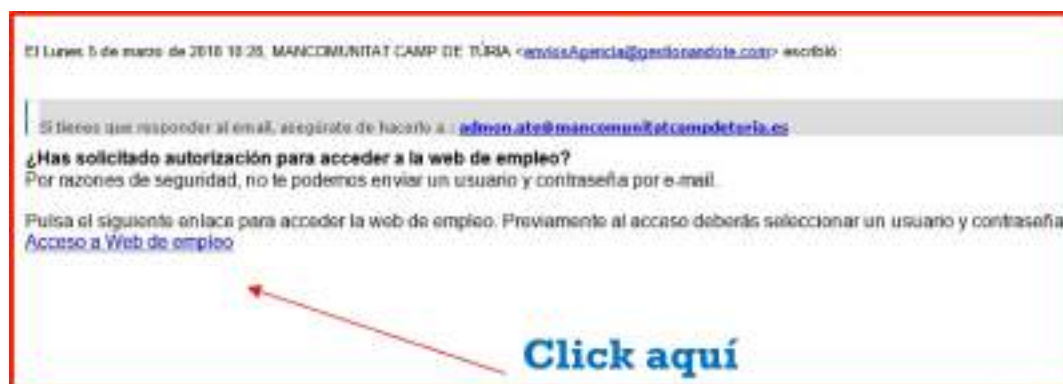 El Lunes 5 de marzo de 2018 10:28, MANCOMUNITAT CAMP DE TÚRIA <enviosAgencia@gestionandote.com> escribió:
Si tienes que responder al email, asegúrate de hacerlo a : admon.ate@mancomunitatcampdeturia.es
¿Has solicitado autorización para acceder a la web de empleo?
Por razones de seguridad, no te podemos enviar un usuario y contraseña por e-mail.
Pulsa el siguiente enlace para acceder la web de empleo. Previamente al acceso deberás seleccionar un usuario y contraseña
Acceso a Web de empleo
Click aquí